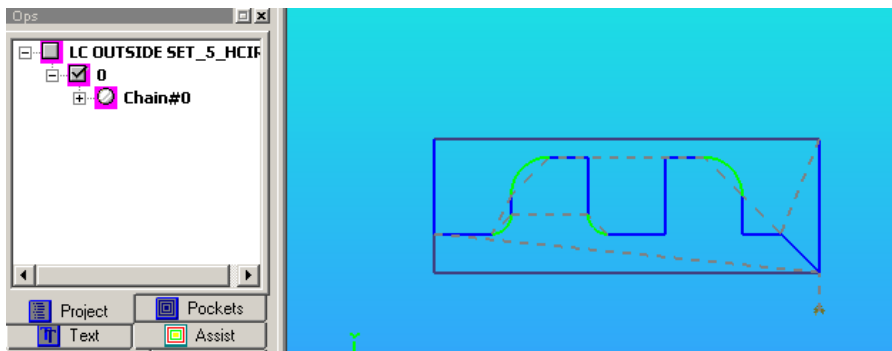 Ops
LC OUTSIDE SET_5_HCIR
0
Chain#0
Project
Pockets
Text
Assist